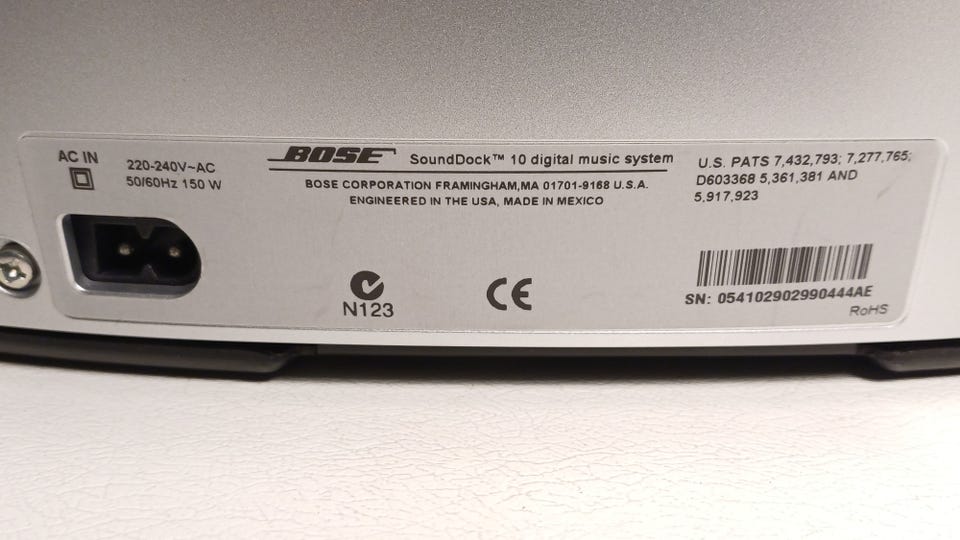 AC IN
220-240V~AC
50/60Hz 150 W
BOSE SoundDock™ 10 digital music system
BOSE CORPORATION FRAMINGHAM,MA 01701-9168 U.S.A.
ENGINEERED IN THE USA, MADE IN MEXICO
U.S. PATS 7,432,793; 7,277,765;
D603368 5,361,381 AND
5,917,923
N123
CE
SN: 054102902990444AE
RoHS